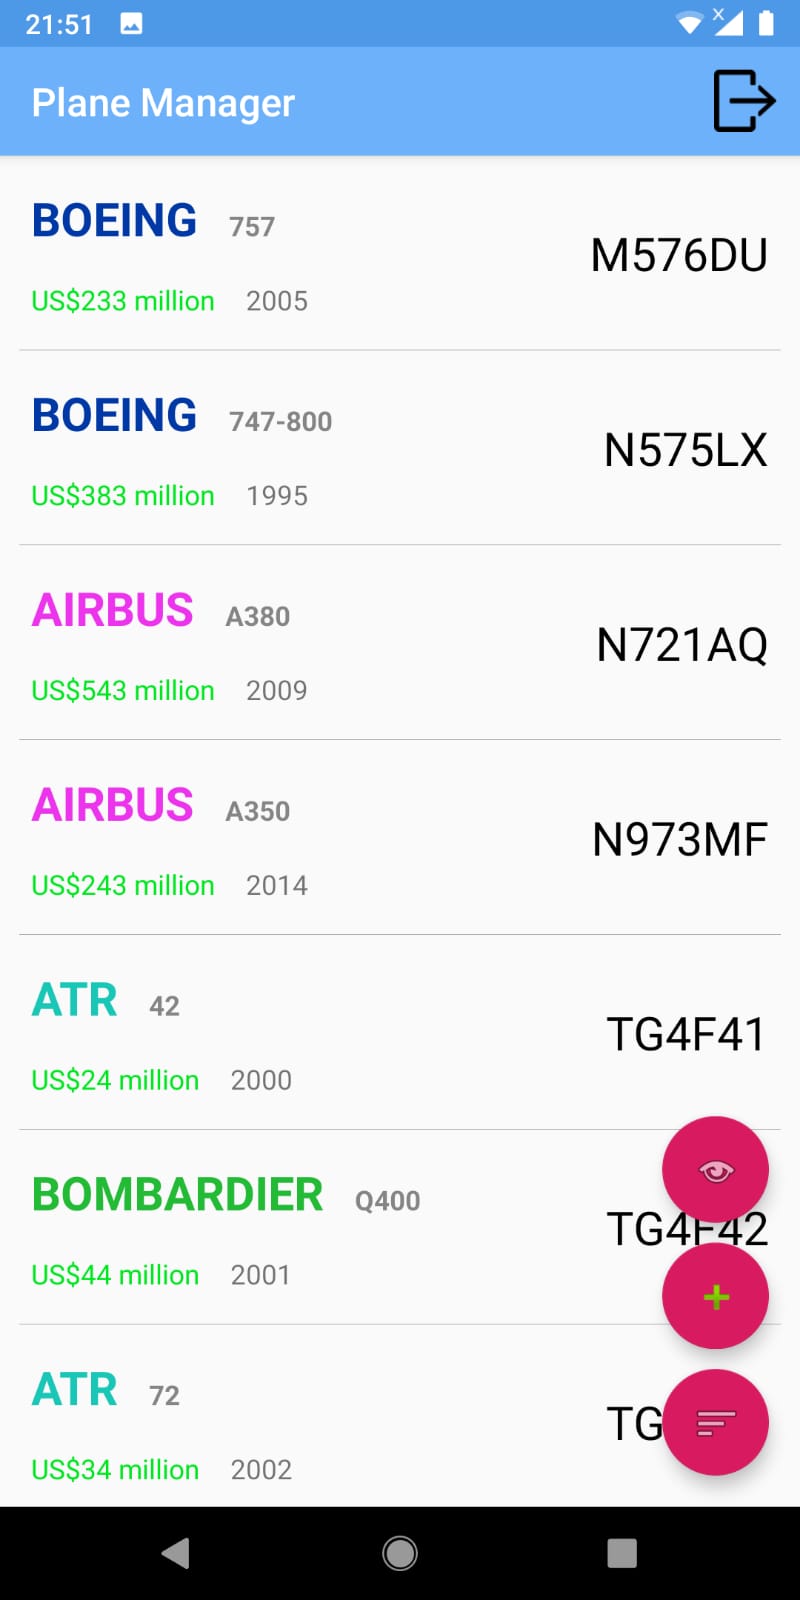 21:51
Plane Manager
BOEING 757
M576DU
US$233 million 2005
BOEING 747-800
N575LX
US$383 million 1995
AIRBUS A380
N721AQ
US$543 million 2009
AIRBUS A350
N973MF
US$243 million 2014
ATR 42
TG4F41
US$24 million 2000
BOMBARDIER Q400
TG4F42
US$44 million 2001
ATR 72
TG
US$34 million 2002